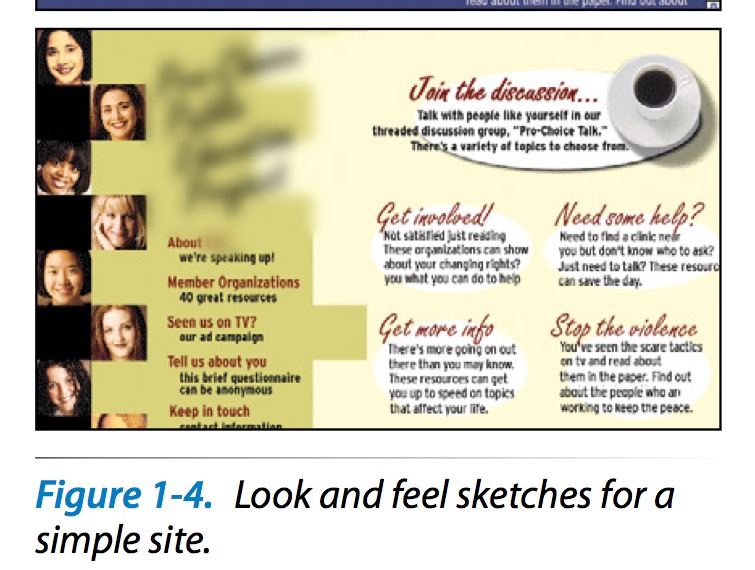 read about them in the paper. Find out about
Join the discussion...
Talk with people like yourself in our
threaded discussion group, "Pro-Choice Talk."
There's a variety of topics to choose from.
About
we're speaking up!
Member Organizations
40 great resources
Seen us on TV?
our ad campaign
Tell us about you
this brief questionnaire
can be anonymous
Keep in touch
contact information
Get involved!
Not satisfied just reading
These organizations can show
about your changing rights?
you what you can do to help
Need some help?
Need to find a clinic near
you but don't know who to ask?
Just need to talk? These resourc
can save the day.
Get more info
There's more going on out
there than you may know.
These resources can get
you up to speed on topics
that affect your life.
Stop the violence
You've seen the scare tactics
on tv and read about
them in the paper. Find out
about the people who are
working to keep the peace.
Figure 1-4. Look and feel sketches for a
simple site.